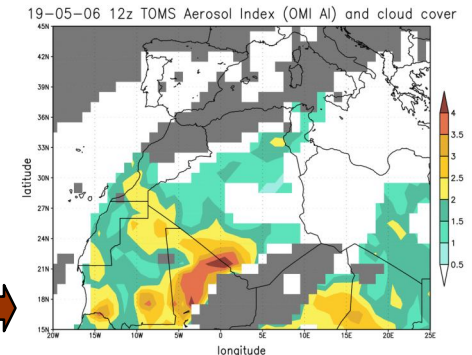 19-05-06 12z TOMS Aerosol Index (OMI AI) and cloud cover
latitude
45N
42N
39N
36N
33N
30N
27N
24N
21N
18N
15N
20W 15W 10W 5W 0 5E 10E 15E 20E 25E
longitude
4
3.5
3
2.5
2
1.5
1
0.5